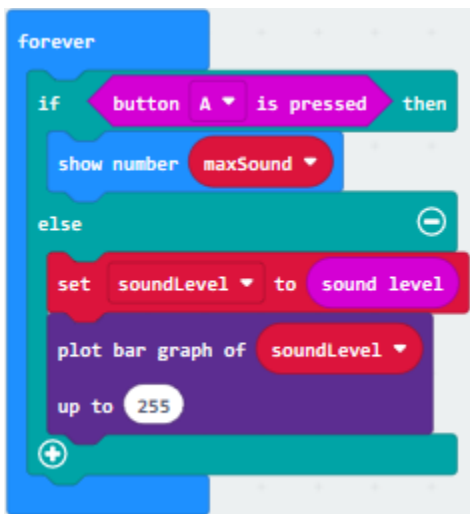 forever
if button A is pressed then
show number maxSound
else
set soundLevel to sound level
plot bar graph of soundLevel
up to 255